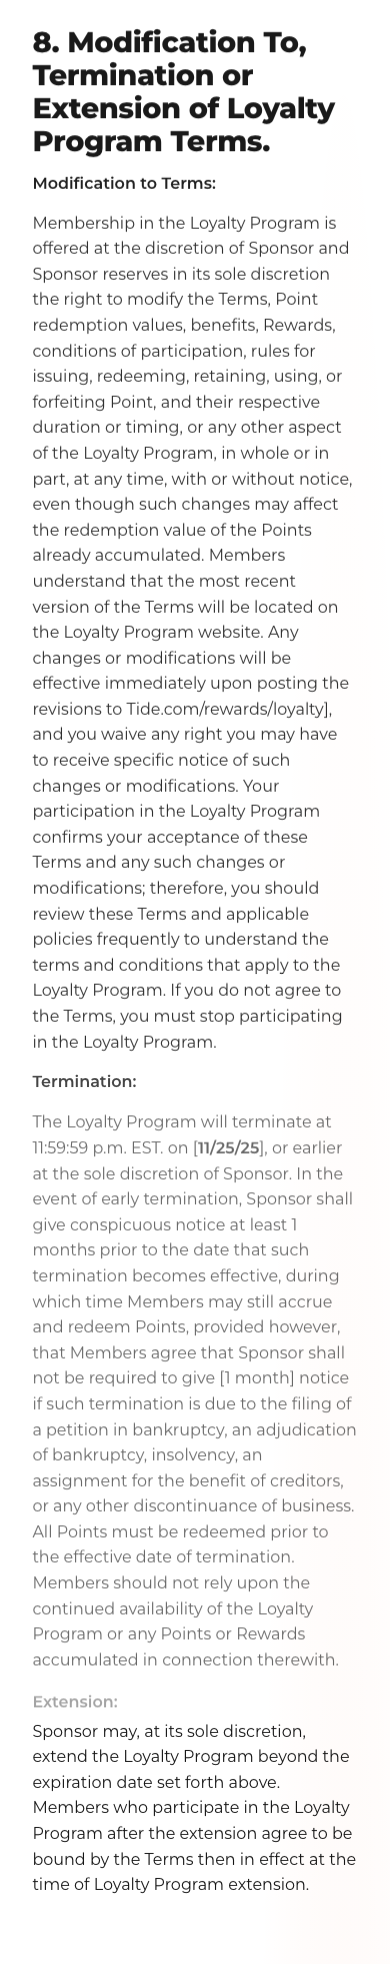 8. Modification To,
Termination or
Extension of Loyalty
Program Terms.
Modification to Terms:
Membership in the Loyalty Program is
offered at the discretion of Sponsor and
Sponsor reserves in its sole discretion
the right to modify the Terms, Point
redemption values, benefits, Rewards,
conditions of participation, rules for
issuing, redeeming, retaining, using, or
forfeiting Point, and their respective
duration or timing, or any other aspect
of the Loyalty Program, in whole or in
part, at any time, with or without notice,
even though such changes may affect
the redemption value of the Points
already accumulated. Members
understand that the most recent
version of the Terms will be located on
the Loyalty Program website. Any
changes or modifications will be
effective immediately upon posting the
revisions to Tide.com/rewards/loyalty],
and you waive any right you may have
to receive specific notice of such
changes or modifications. Your
participation in the Loyalty Program
confirms your acceptance of these
Terms and any such changes or
modifications; therefore, you should
review these Terms and applicable
policies frequently to understand the
terms and conditions that apply to the
Loyalty Program. If you do not agree to
the Terms, you must stop participating
in the Loyalty Program.
Termination:
The Loyalty Program will terminate at
11:59:59 p.m. EST. on [11/25/25], or earlier
at the sole discretion of Sponsor. In the
event of early termination, Sponsor shall
give conspicuous notice at least 1
months prior to the date that such
termination becomes effective, during
which time Members may still accrue
and redeem Points, provided however,
that Members agree that Sponsor shall
not be required to give [1 month] notice
if such termination is due to the filing of
a petition in bankruptcy, an adjudication
of bankruptcy, insolvency, an
assignment for the benefit of creditors,
or any other discontinuance of business.
All Points must be redeemed prior to
the effective date of termination.
Members should not rely upon the
continued availability of the Loyalty
Program or any Points or Rewards
accumulated in connection therewith.
Extension:
Sponsor may, at its sole discretion,
extend the Loyalty Program beyond the
expiration date set forth above.
Members who participate in the Loyalty
Program after the extension agree to be
bound by the Terms then in effect at the
time of Loyalty Program extension.